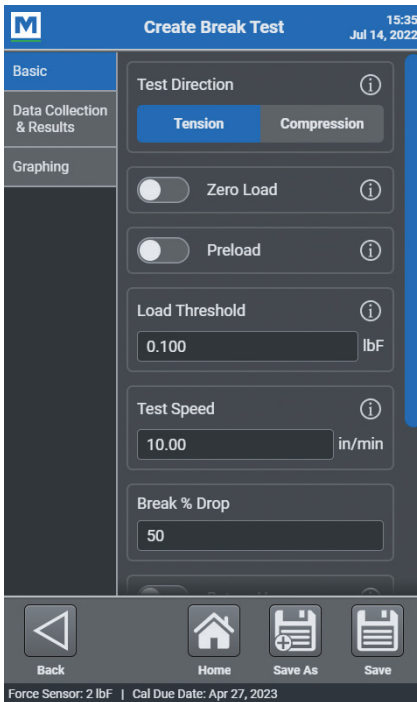 M
Create Break Test
15:35
Jul 14, 2022
Basic
Data Collection
& Results
Graphing
Test Direction
Tension
Compression
Zero Load
Preload
Load Threshold
0.100
lbF
Test Speed
10.00
in/min
Break % Drop
50
Back
Home
Save As
Save
Force Sensor: 2 lbF | Cal Due Date: Apr 27, 2023